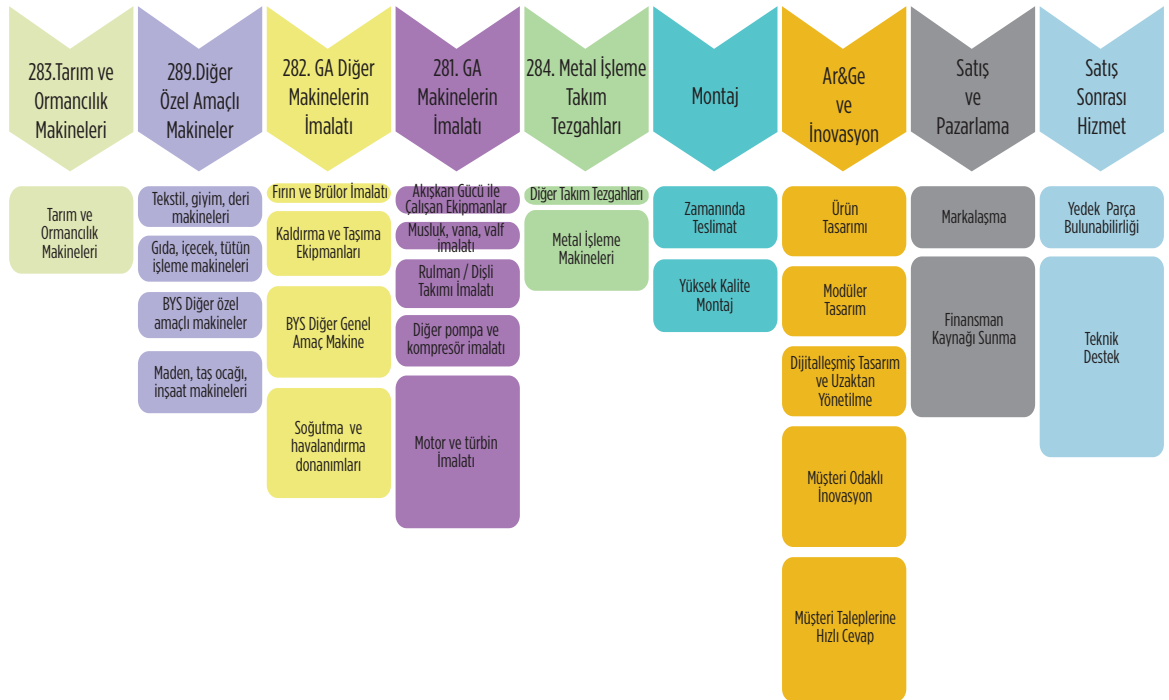 283.Tarım ve
Ormancılık
Makineleri
289.Diğer
Özel Amaçlı
Makineler
282. GA Diğer
Makinelerin
İmalatı
281. GA
Makinelerin
İmalatı
284. Metal İşleme
Takım
Tezgahları
Montaj
Ar&Ge
ve
İnovasyon
Satış
ve
Pazarlama
Satış
Sonrası
Hizmet
Tarım ve
Ormancılık
Makineleri
Tekstil, giyim, deri
makineleri
Gıda, içecek, tütün
işleme makineleri
BYS Diğer özel
amaçlı makineler
Maden, taş ocağı,
inşaat makineleri
Fırın ve Brülor İmalatı
Kaldırma ve Taşıma
Ekipmanları
BYS Diğer Genel
Amaç Makine
Soğutma ve
havalandırma
donanımları
Akışkan Gücü ile
Çalışan Ekipmanlar
Musluk, vana, valf
imalatı
Rulman / Dişli
Takımı İmalatı
Diğer pompa ve
kompresör imalatı
Motor ve türbin
İmalatı
Diğer Takım Tezgahları
Metal İşleme
Makineleri
Zamanında
Teslimat
Yüksek Kalite
Montaj
Ürün
Tasarımı
Modüler
Tasarım
Dijitalleşmiş Tasarım
ve Uzaktan
Yönetilme
Müşteri Odaklı
İnovasyon
Müşteri Taleplerine
Hızlı Cevap
Markalaşma
Finansman
Kaynağı Sunma
Yedek Parça
Bulunabilirliği
Teknik
Destek